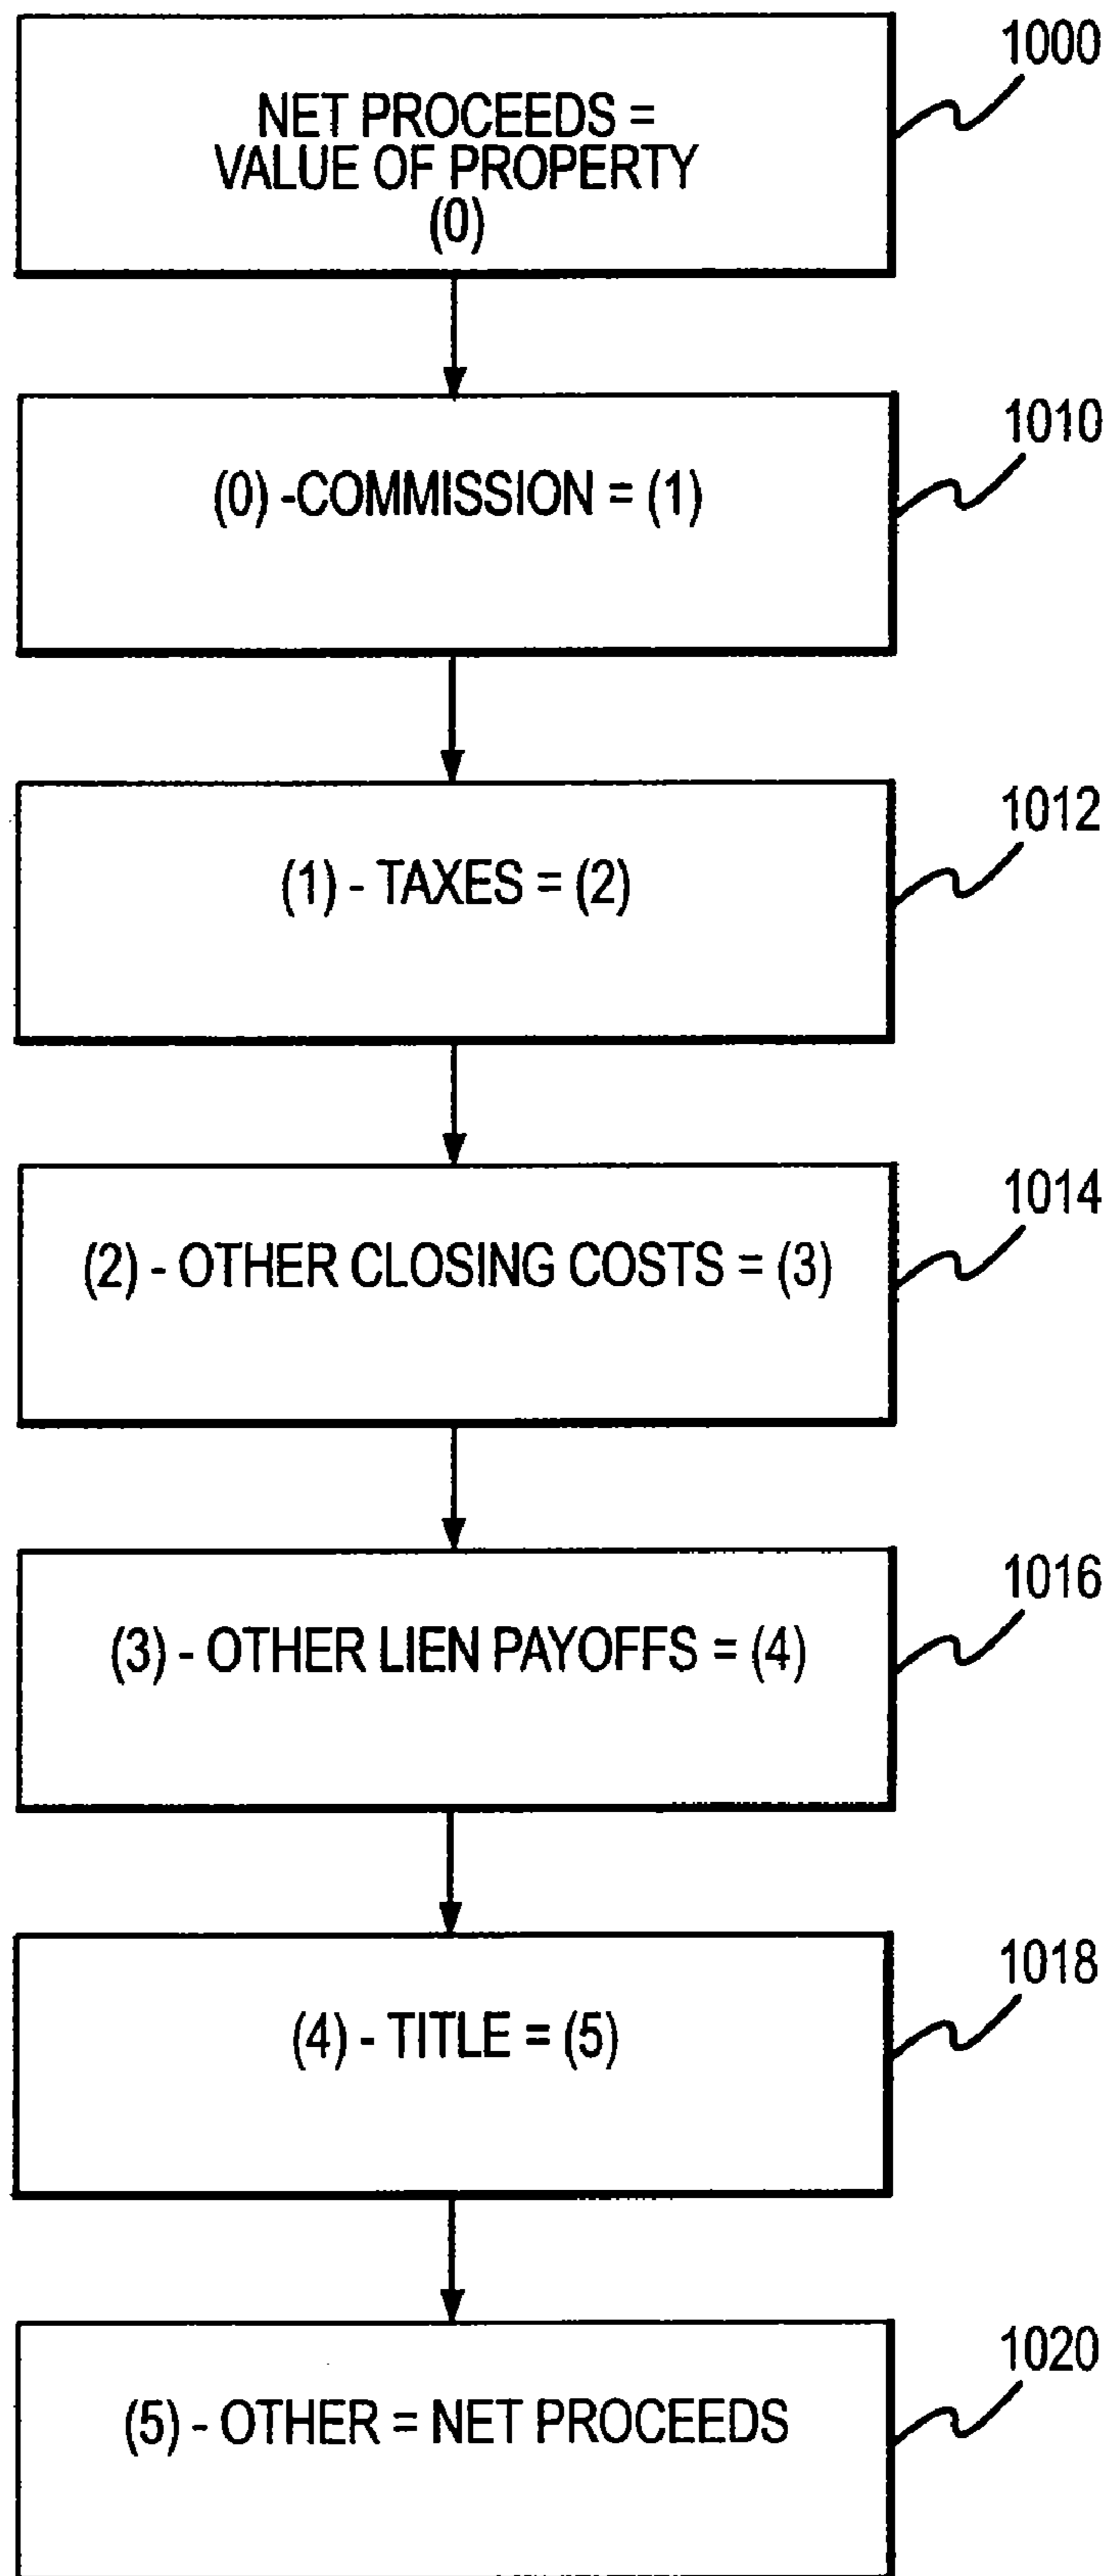 1000
NET PROCEEDS =
VALUE OF PROPERTY
(0)
1010
(0) -COMMISSION = (1)
1012
(1) - TAXES = (2)
1014
(2) - OTHER CLOSING COSTS = (3)
1016
(3) - OTHER LIEN PAYOFFS = (4)
1018
(4) - TITLE = (5)
1020
(5) - OTHER = NET PROCEEDS